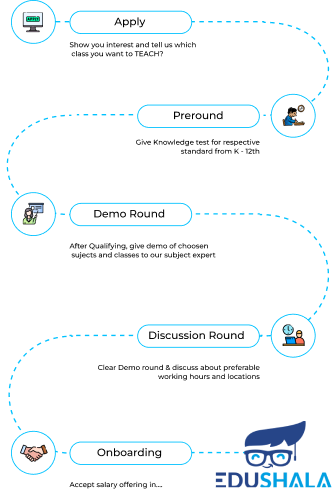 APPLY
Apply
Show you interest and tell us which
class you want to TEACH?
Preround
Give Knowledge test for respective
standard from K - 12th
Demo Round
After Qualifying, give demo of choosen
sujects and classes to our subject expert
Discussion Round
Clear Demo round & discuss about preferable
working hours and locations
Onboarding
Accept salary offering in....
EDUSHALA